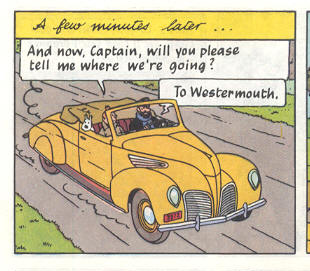 A few minutes later ...
And now, Captain, will you please
tell me where we're going?
To Westermouth.